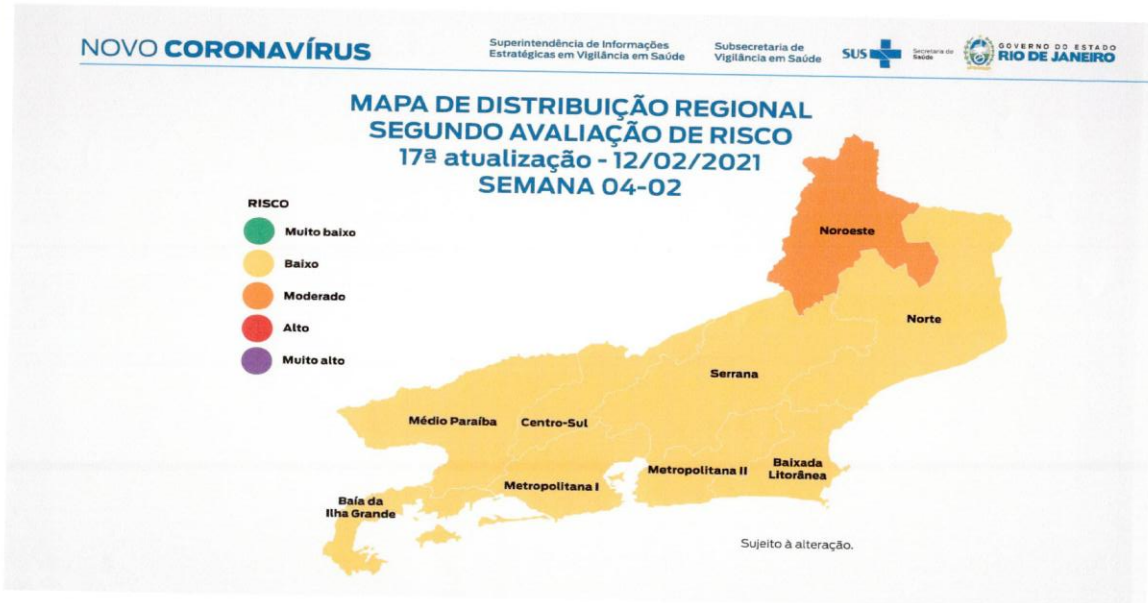 NOVO CORONAVÍRUS
Superintendência de Informações
Estratégicas em Vigilância em Saúde
Subsecretaria de
Vigilância em Saúde
SUS
Secretaria de
Saúde
GOVERNO DO ESTADO
RIO DE JANEIRO
MAPA DE DISTRIBUIÇÃO REGIONAL
SEGUNDO AVALIAÇÃO DE RISCO
17ª atualização - 12/02/2021
SEMANA 04-02
RISCO
Muito baixo
Baixo
Moderado
Alto
Muito alto
Noroeste
Norte
Serrana
Médio Paraíba
Centro-Sul
Metropolitana II
Baixada
Litorânea
Metropolitana I
Baía da
Ilha Grande
Sujeito à alteração.